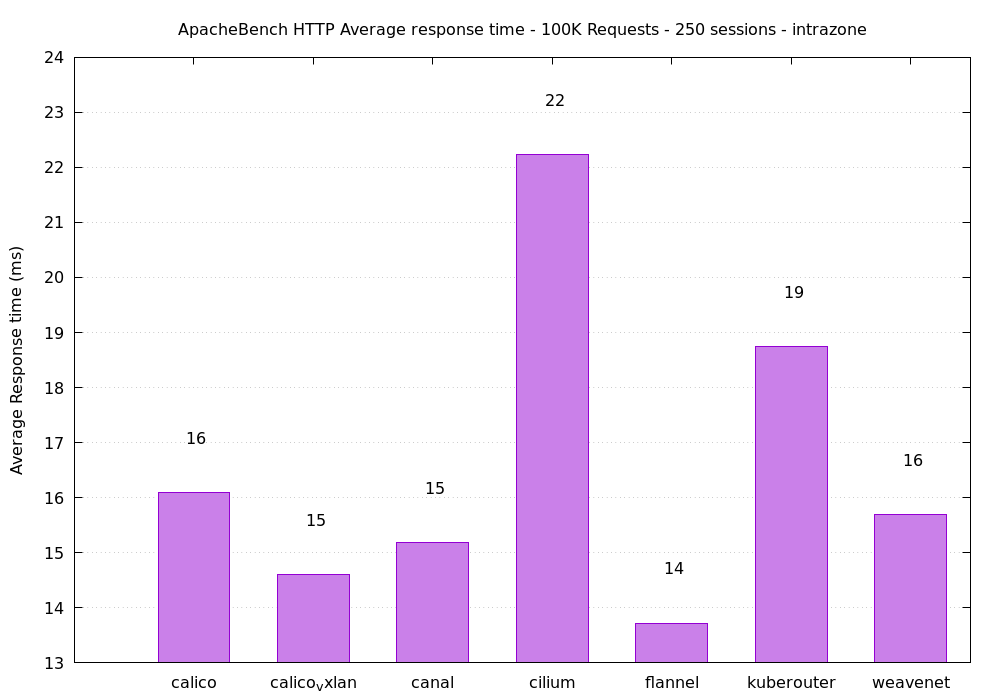 ApacheBench HTTP Average response time - 100K Requests - 250 sessions - intrazone
24
23
22
21
20
19
18
17
16
15
14
13
Average Response time (ms)
16
15
15
22
14
19
16
calico
calicovxlan
canal
cilium
flannel
kuberouter
weavenet